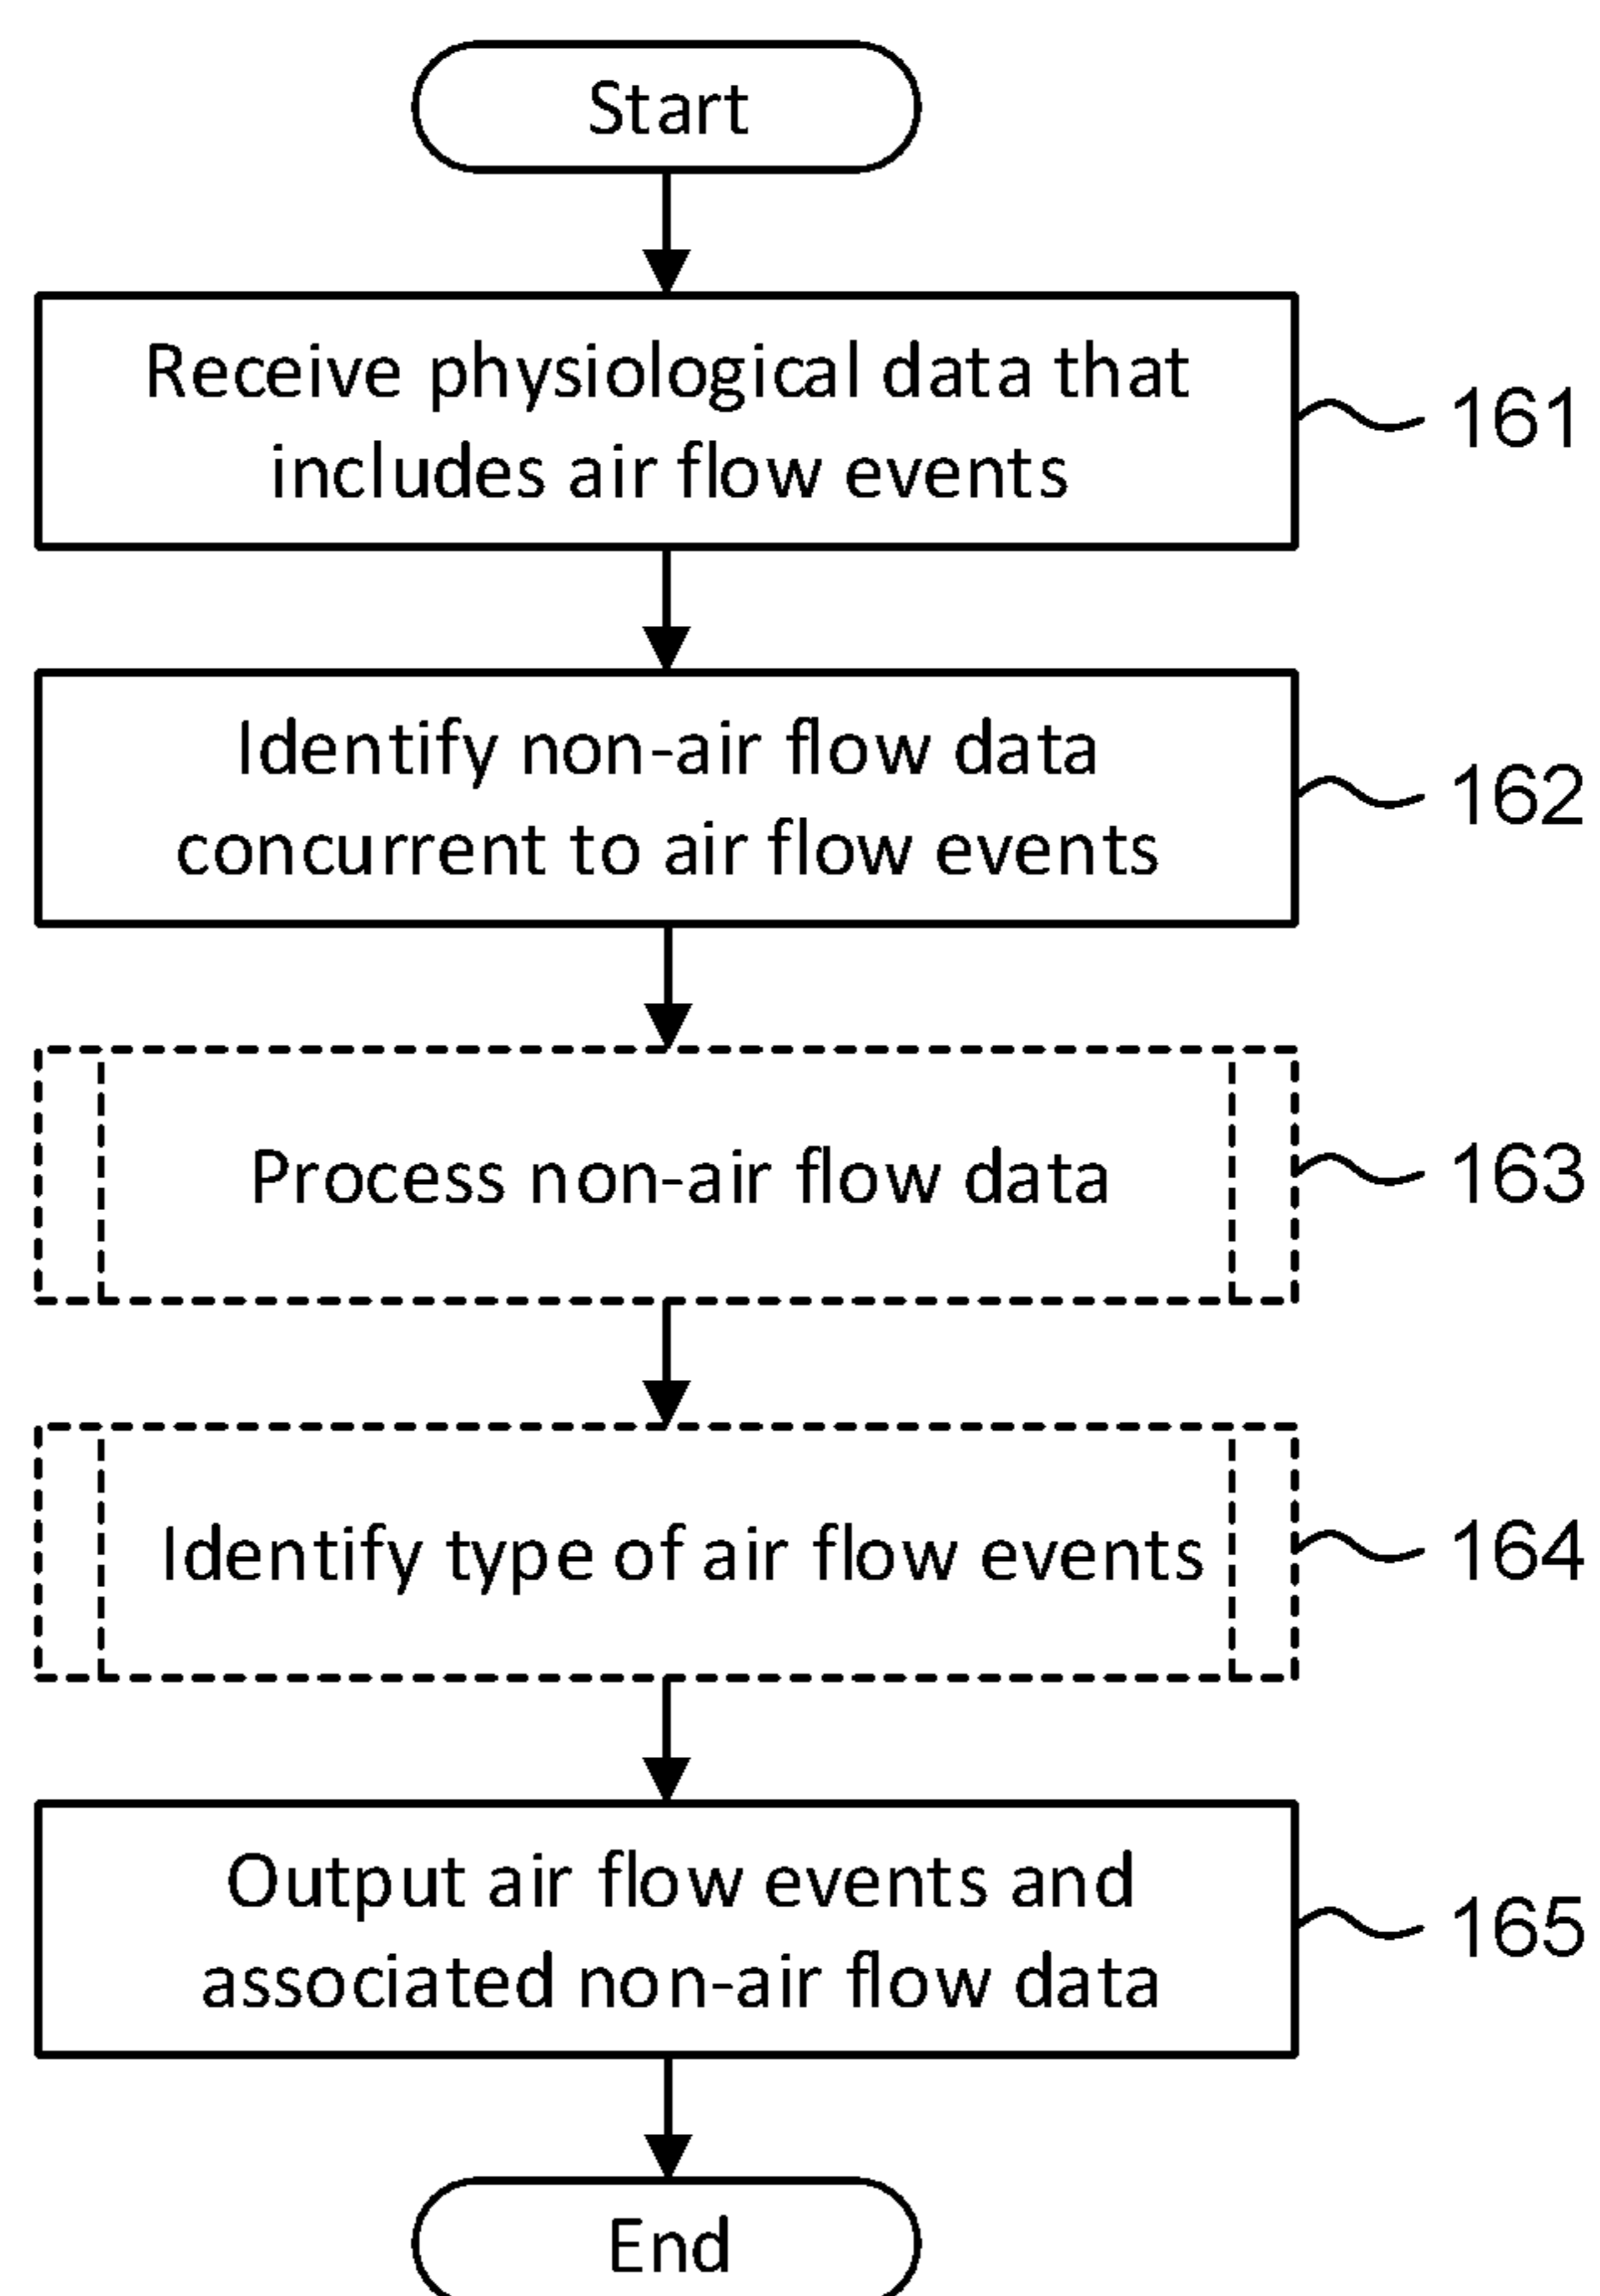 Start
Receive physiological data that
includes air flow events
161
Identify non-air flow data
concurrent to air flow events
162
Process non-air flow data
163
Identify type of air flow events
164
Output air flow events and
associated non-air flow data
165
End